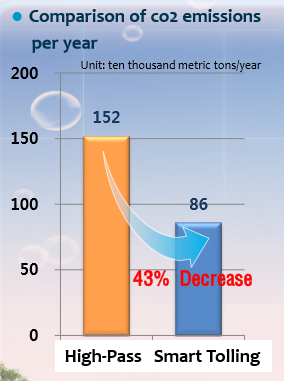 Comparison of co2 emissions
per year
Unit: ten thousand metric tons/year
200
152
150
100
86
43% Decrease
50
0
High-Pass Smart Tolling